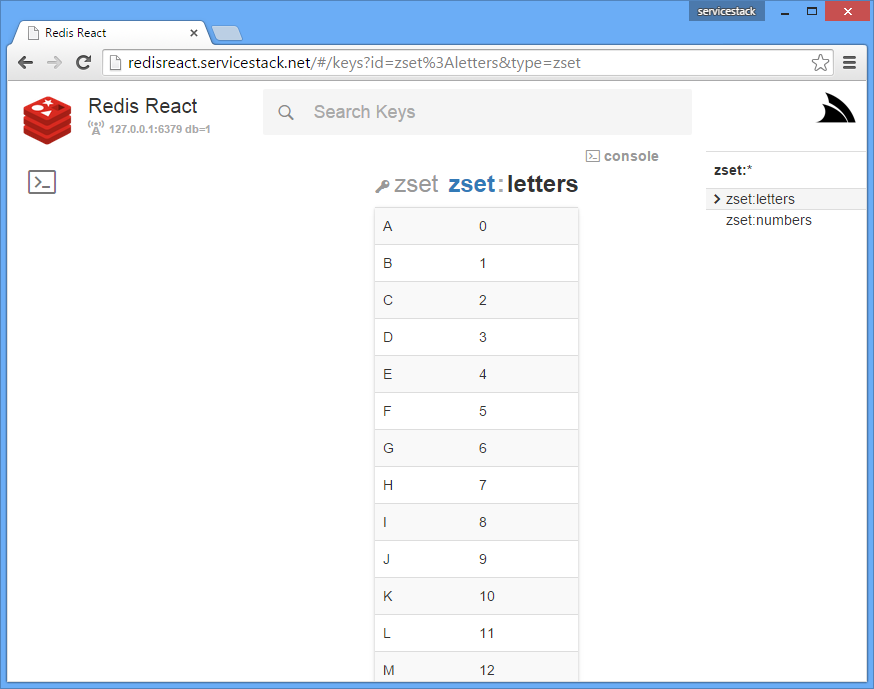 servicestack
Redis React
redisreact.servicestack.net/#/keys?id=zset%3Aletters&type=zset
Redis React
127.0.0.1:6379 db=1
Search Keys
console
zset zset:letters
A 0
B 1
C 2
D 3
E 4
F 5
G 6
H 7
I 8
J 9
K 10
L 11
M 12
zset:*
zset:letters
zset:numbers